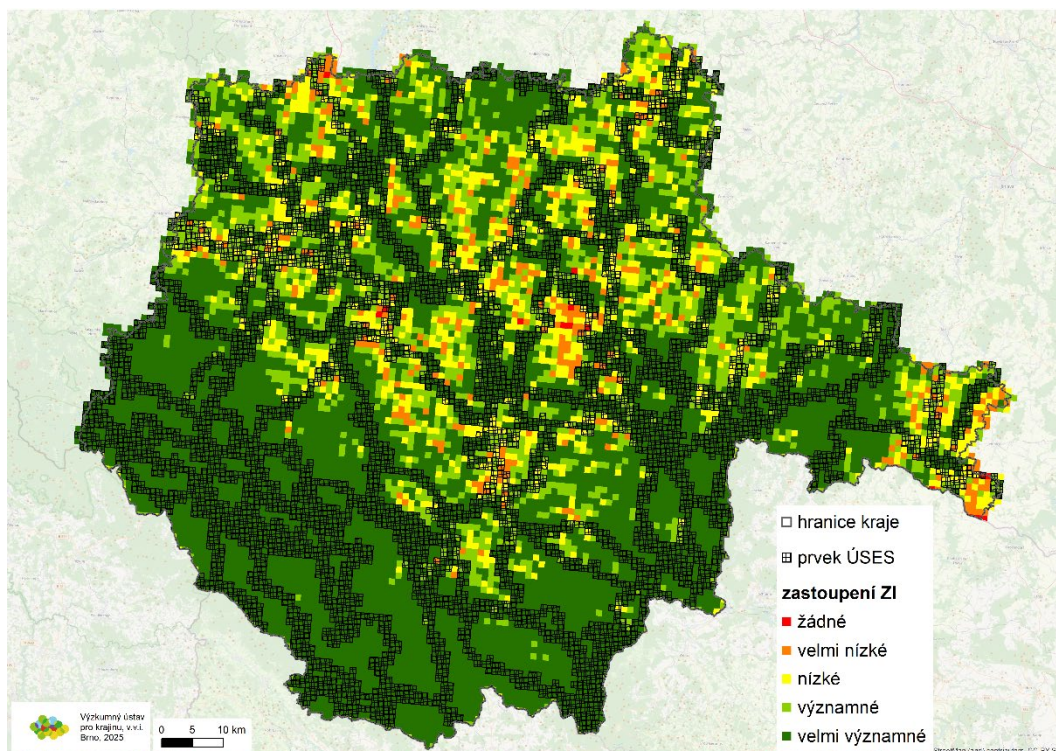 hranice kraje
prvek ÚSES
zastoupení ZI
žádné
velmi nízké
nízké
významné
velmi významné
Výzkumný ústav
pro krajinu, v.v.i.
Brno, 2025
0 5 10 km